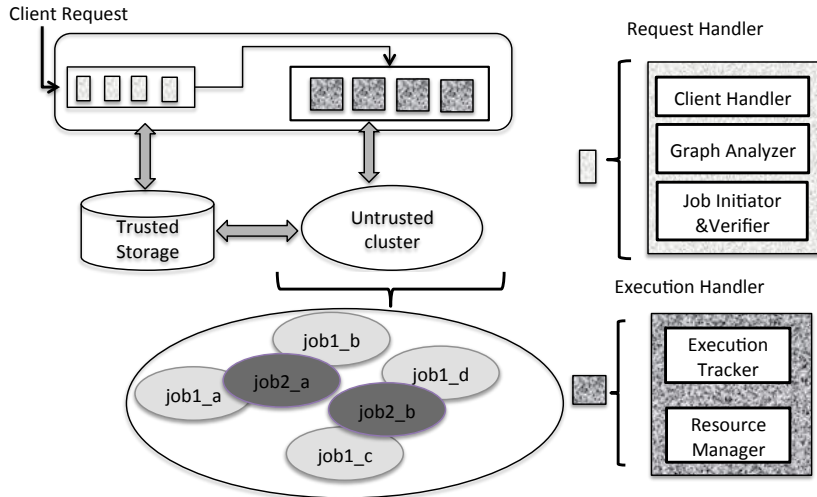 Client Request
Request Handler
Client Handler
Graph Analyzer
Job Initiator
&Verifier
Trusted
Storage
Untrusted
cluster
Execution Handler
job1_b
job2_a
job1_d
job1_a
job2_b
job1_c
Execution
Tracker
Resource
Manager